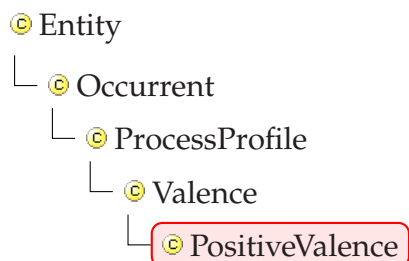 Entity
Occurrent
ProcessProfile
Valence
PositiveValence